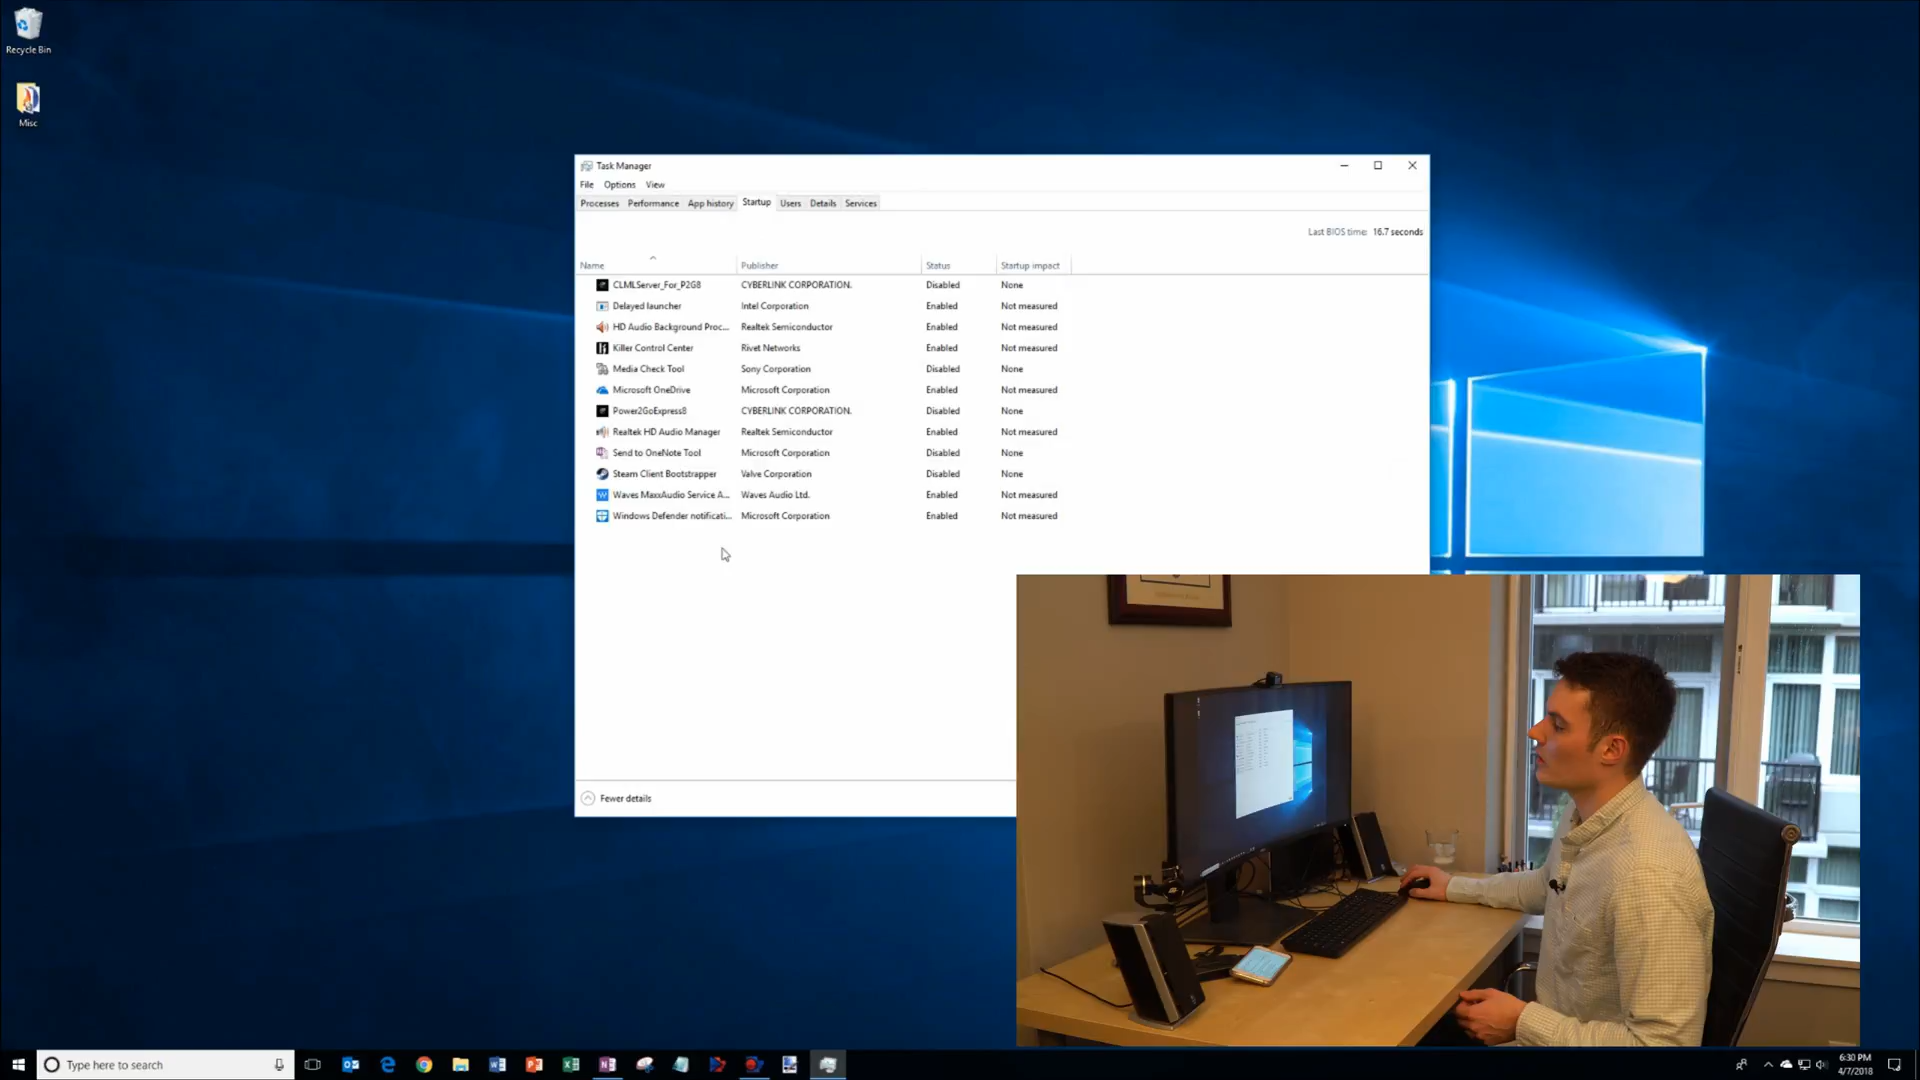 Recycle Bin
Misc
Task Manager
File Options View
Processes Performance App history Startup Users Details Services
Last BIOS time: 16.7 seconds
Name Publisher Status Startup impact
CLMLServer_For_P2G8 CYBERLINK CORPORATION. Disabled None
Delayed launcher Intel Corporation Enabled Not measured
HD Audio Background Proc... Realtek Semiconductor Enabled Not measured
Killer Control Center Rivet Networks Enabled Not measured
Media Check Tool Sony Corporation Disabled None
Microsoft OneDrive Microsoft Corporation Enabled Not measured
Power2GoExpress8 CYBERLINK CORPORATION. Disabled None
Realtek HD Audio Manager Realtek Semiconductor Enabled Not measured
Send to OneNote Tool Microsoft Corporation Disabled None
Steam Client Bootstrapper Valve Corporation Disabled None
Waves MaxxAudio Service A... Waves Audio Ltd. Enabled Not measured
Windows Defender notificati... Microsoft Corporation Enabled Not measured
Fewer details
Type here to search
6:30 PM
4/7/2018